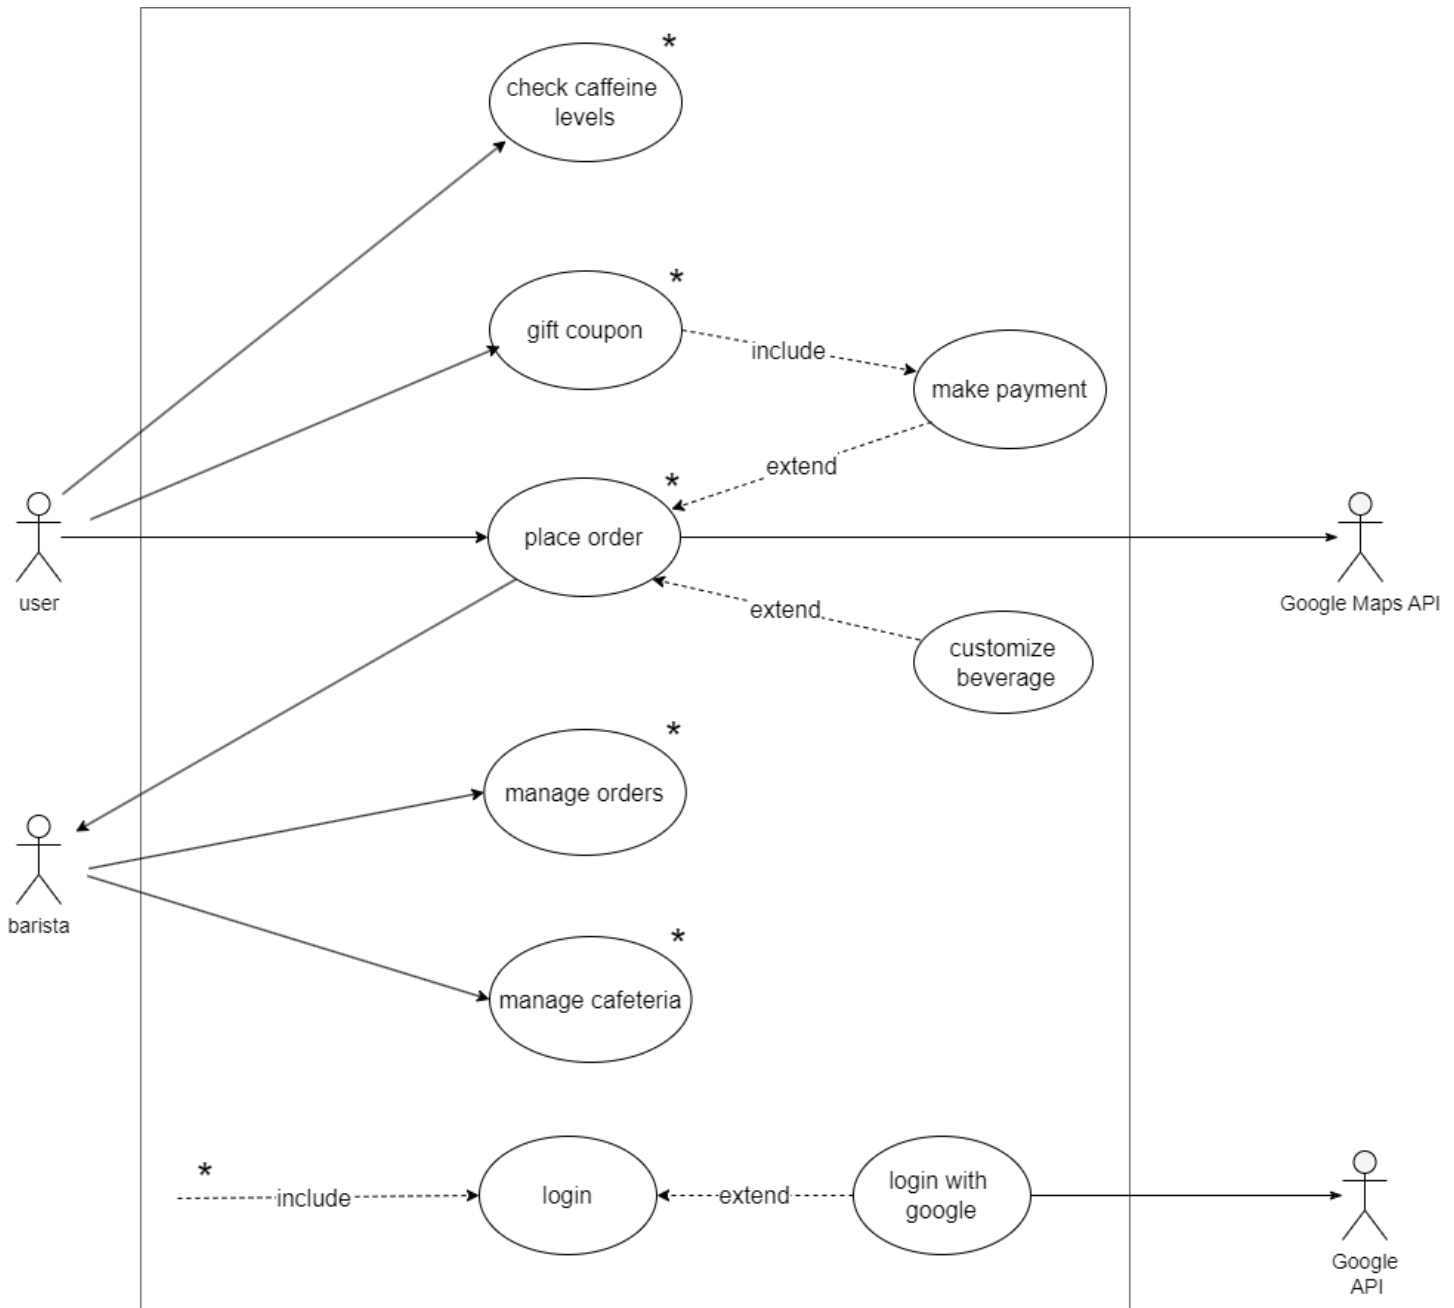 *
check caffeine
levels
*
gift coupon
include
make payment
extend
*
place order
user
Google Maps API
extend
customize
beverage
*
manage orders
barista
*
manage cafeteria
*
include
login
extend
login with
google
Google
API